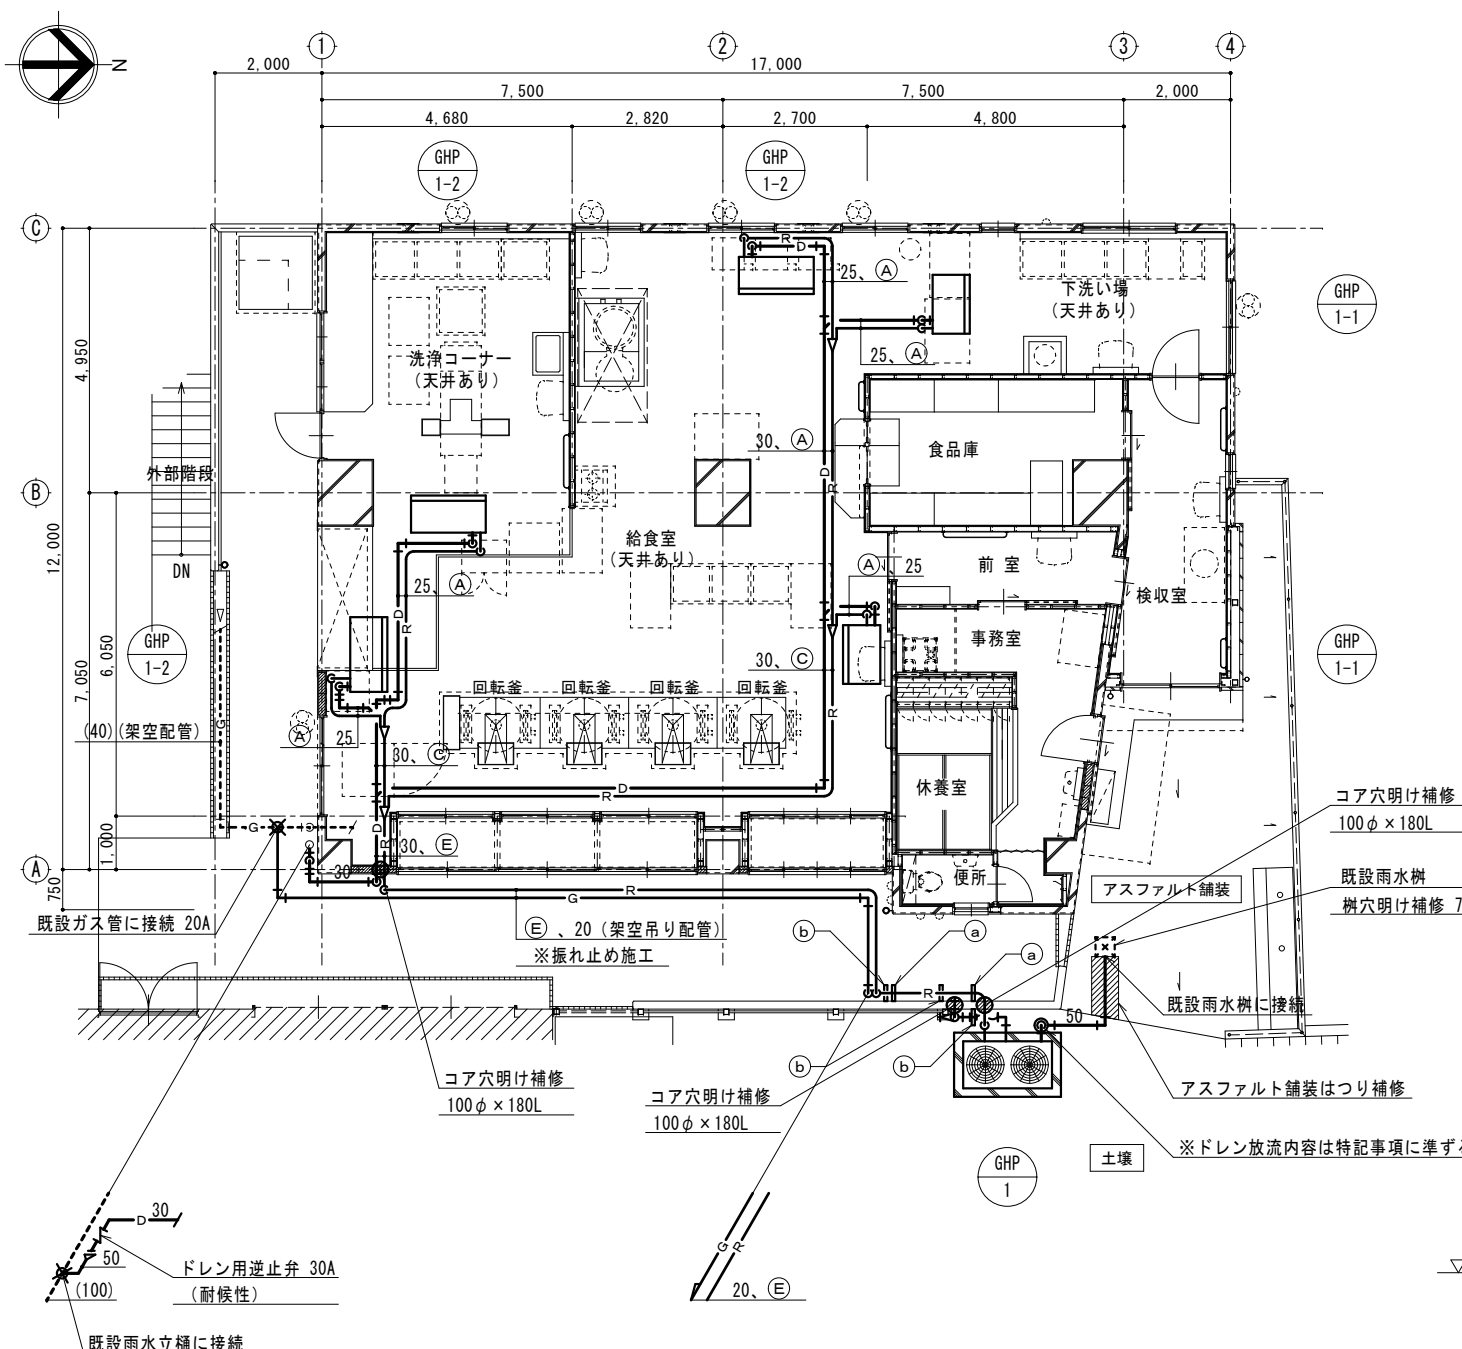 N
① ② ③ ④
2,000 17,000
7,500 7,500 2,000
4,680 2,820 2,700 4,800
GHP
1-2
GHP
1-2
Ⓒ
R
D
25、Ⓐ
下洗い場
(天井あり)
GHP
1-1
洗浄コーナー
(天井あり)
25、Ⓐ
4,950
30、Ⓐ
食品庫
外部階段
D
R
Ⓑ
12,000
給食室
(天井あり)
DN
25、Ⓐ
Ⓐ 25
前 室
検収室
D
R
GHP
1-2
事務室
GHP
1-1
7,050
6,050
30、Ⓒ
回転釜 回転釜 回転釜 回転釜
R
G
(40)(架空配管)
Ⓐ 25
30、Ⓒ
休養室
D
R
コア穴明け補修
100φ×180L
G
D
R
1,000
30、Ⓔ
Ⓐ
30
750
便所
既設雨水桝
桝穴明け補修 7
アスファルト舗装
R
G
既設ガス管に接続 20A
Ⓔ 、20 (架空吊り配管)
※振れ止め施工
ⓑ ⓐ
ⓐ
R
既設雨水桝に接続
50
ⓑ ⓑ
コア穴明け補修
100φ×180L
コア穴明け補修
100φ×180L
アスファルト舗装はつり補修
※ドレン放流内容は特記事項に準ずる
土壌
GHP
1
D 30
50
(100)
ドレン用逆止弁 30A
(耐候性)
G
R
20、Ⓔ
既設雨水立樋に接続